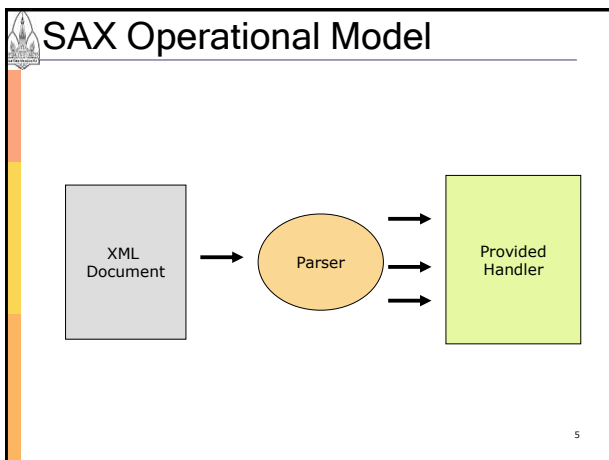 SAX Operational Model
XML
Document
Parser
Provided
Handler
5